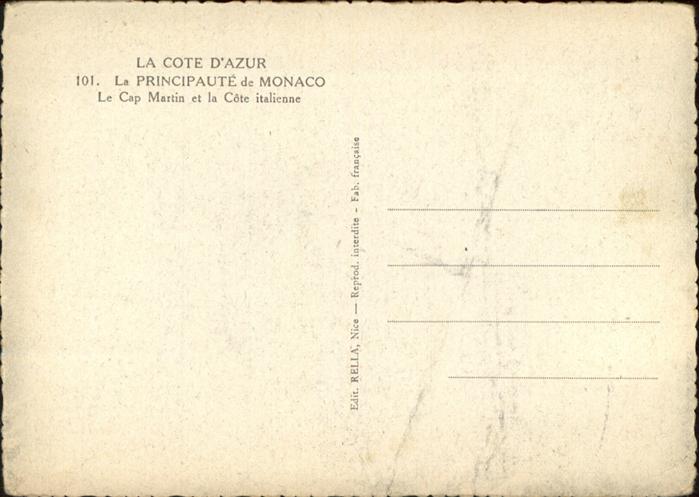 LA COTE D'AZUR
101. La PRINCIPAUTÉ de MONACO
Le Cap Martin et la Côte italienne
Edit. RELLA, Nice — Reprod. interdite - Fab. française